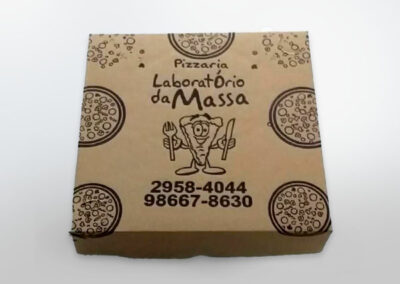 Pizzaria
Laboratório
da Massa
2958-4044
98667-8630